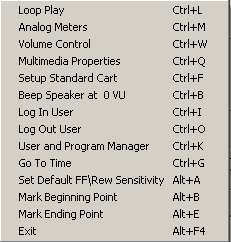 Loop Play Ctrl+L
Analog Meters Ctrl+M
Volume Control Ctrl+W
Multimedia Properties Ctrl+Q
Setup Standard Cart Ctrl+F
Beep Speaker at 0 VU Ctrl+B
Log In User Ctrl+I
Log Out User Ctrl+O
User and Program Manager Ctrl+K
Go To Time Ctrl+G
Set Default FF\Rew Sensitivity Alt+A
Mark Beginning Point Alt+B
Mark Ending Point Alt+E
Exit Alt+F4